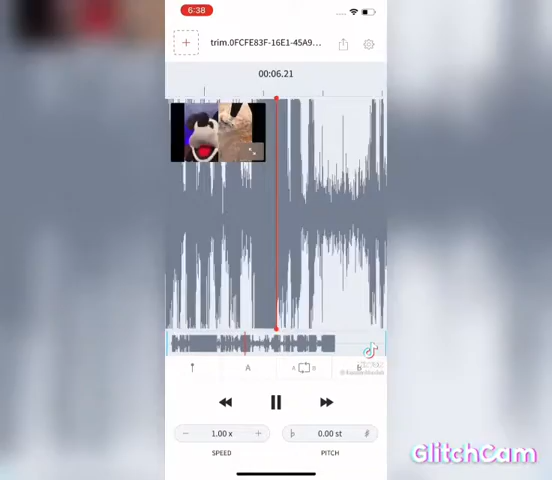 6:38
trim.0FCFE83F-16E1-45A9...
00:06.21
A
A B
b
1.00 x
0.00 st
SPEED
PITCH
GlitchCam